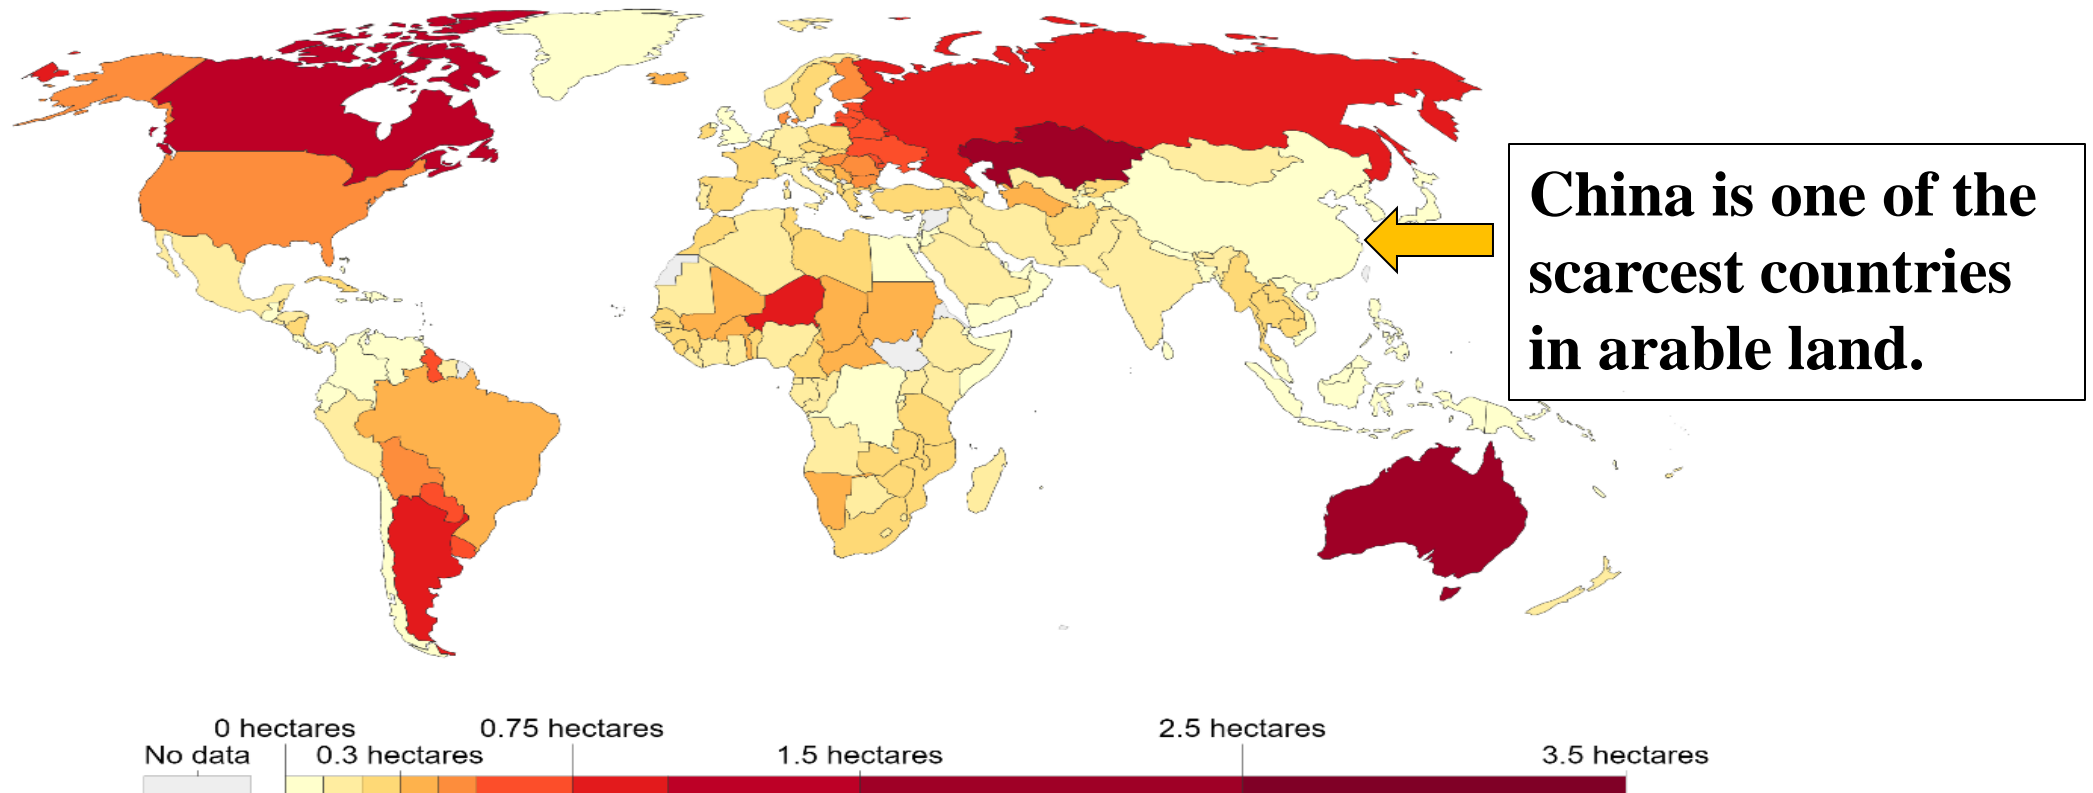 China is one of the
scarcest countries
in arable land.
0 hectares 0.75 hectares 2.5 hectares
No data 0.3 hectares 1.5 hectares 3.5 hectares